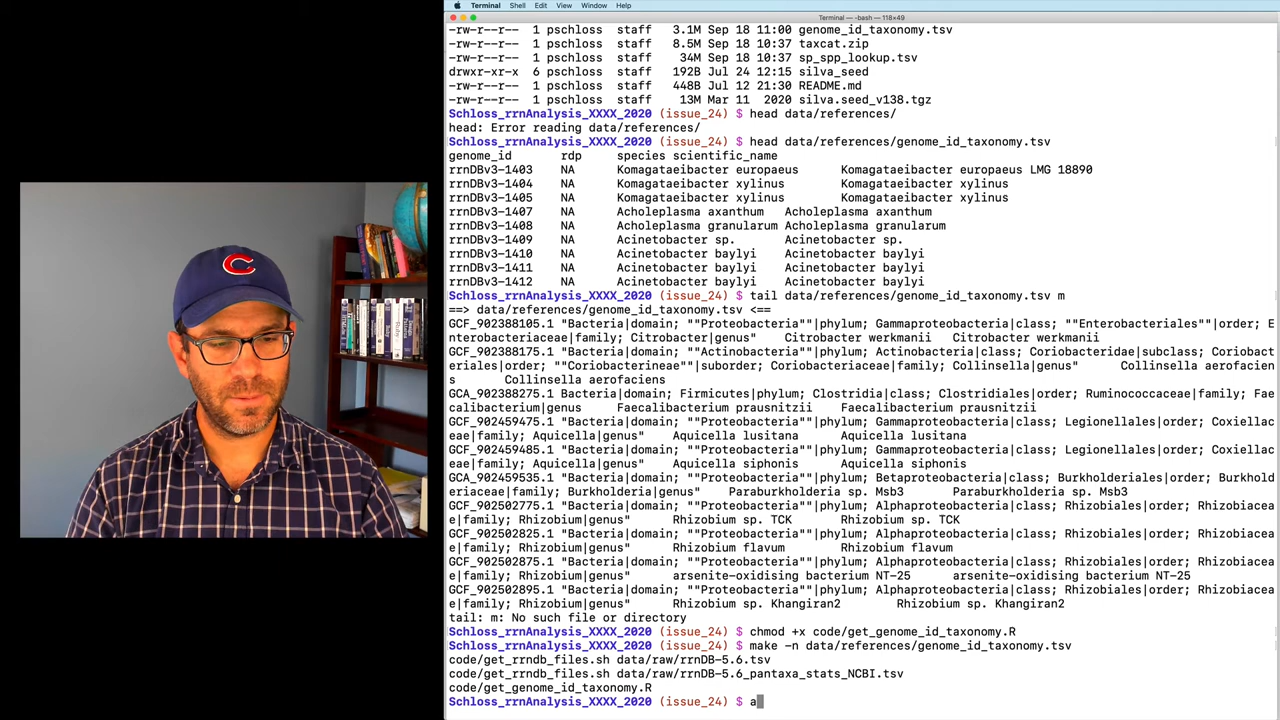 Terminal Shell Edit View Window Help
Terminal — -bash — 118×49
-rw-r--r-- 1 pschloss staff 3.1M Sep 18 11:00 genome_id_taxonomy.tsv
-rw-r--r-- 1 pschloss staff 8.5M Sep 18 10:37 taxcat.zip
-rw-r--r-- 1 pschloss staff 34M Sep 18 10:37 sp_spp_lookup.tsv
drwxr-xr-x 6 pschloss staff 192B Jul 24 12:15 silva_seed
-rw-r--r-- 1 pschloss staff 448B Jul 12 21:30 README.md
-rw-r--r-- 1 pschloss staff 13M Mar 11 2020 silva.seed_v138.tgz
Schloss_rrnAnalysis_XXXX_2020 (issue_24) $ head data/references/
head: Error reading data/references/
Schloss_rrnAnalysis_XXXX_2020 (issue_24) $ head data/references/genome_id_taxonomy.tsv
genome_id rdp species scientific_name
rrnDBv3-1403 NA Komagataeibacter europaeus Komagataeibacter europaeus LMG 18890
rrnDBv3-1404 NA Komagataeibacter xylinus Komagataeibacter xylinus
rrnDBv3-1405 NA Komagataeibacter xylinus Komagataeibacter xylinus
rrnDBv3-1407 NA Acholeplasma axanthum Acholeplasma axanthum
rrnDBv3-1408 NA Acholeplasma granularum Acholeplasma granularum
rrnDBv3-1409 NA Acinetobacter sp. Acinetobacter sp.
rrnDBv3-1410 NA Acinetobacter baylyi Acinetobacter baylyi
rrnDBv3-1411 NA Acinetobacter baylyi Acinetobacter baylyi
rrnDBv3-1412 NA Acinetobacter baylyi Acinetobacter baylyi
Schloss_rrnAnalysis_XXXX_2020 (issue_24) $ tail data/references/genome_id_taxonomy.tsv m
==> data/references/genome_id_taxonomy.tsv <==
GCF_902388105.1 "Bacteria|domain; ""Proteobacteria""|phylum; Gammaproteobacteria|class; ""Enterobacteriales""|order; E
nterobacteriaceae|family; Citrobacter|genus" Citrobacter werkmanii Citrobacter werkmanii
GCF_902388175.1 "Bacteria|domain; ""Actinobacteria""|phylum; Actinobacteria|class; Coriobacteridae|subclass; Coriobact
eriales|order; ""Coriobacterineae""|suborder; Coriobacteriaceae|family; Collinsella|genus" Collinsella aerofacien
s Collinsella aerofaciens
GCA_902388275.1 Bacteria|domain; Firmicutes|phylum; Clostridia|class; Clostridiales|order; Ruminococcaceae|family; Fae
calibacterium|genus Faecalibacterium prausnitzii Faecalibacterium prausnitzii
GCF_902459475.1 "Bacteria|domain; ""Proteobacteria""|phylum; Gammaproteobacteria|class; Legionellales|order; Coxiellac
eae|family; Aquicella|genus" Aquicella lusitana Aquicella lusitana
GCF_902459485.1 "Bacteria|domain; ""Proteobacteria""|phylum; Gammaproteobacteria|class; Legionellales|order; Coxiellac
eae|family; Aquicella|genus" Aquicella siphonis Aquicella siphonis
GCA_902459535.1 "Bacteria|domain; ""Proteobacteria""|phylum; Betaproteobacteria|class; Burkholderiales|order; Burkhold
eriaceae|family; Burkholderia|genus" Paraburkholderia sp. Msb3 Paraburkholderia sp. Msb3
GCF_902502775.1 "Bacteria|domain; ""Proteobacteria""|phylum; Alphaproteobacteria|class; Rhizobiales|order; Rhizobiacea
e|family; Rhizobium|genus" Rhizobium sp. TCK Rhizobium sp. TCK
GCF_902502825.1 "Bacteria|domain; ""Proteobacteria""|phylum; Alphaproteobacteria|class; Rhizobiales|order; Rhizobiacea
e|family; Rhizobium|genus" Rhizobium flavum Rhizobium flavum
GCF_902502875.1 "Bacteria|domain; ""Proteobacteria""|phylum; Alphaproteobacteria|class; Rhizobiales|order; Rhizobiacea
e|family; Rhizobium|genus" arsenite-oxidising bacterium NT-25 arsenite-oxidising bacterium NT-25
GCF_902502895.1 "Bacteria|domain; ""Proteobacteria""|phylum; Alphaproteobacteria|class; Rhizobiales|order; Rhizobiacea
e|family; Rhizobium|genus" Rhizobium sp. Khangiran2 Rhizobium sp. Khangiran2
tail: m: No such file or directory
Schloss_rrnAnalysis_XXXX_2020 (issue_24) $ chmod +x code/get_genome_id_taxonomy.R
Schloss_rrnAnalysis_XXXX_2020 (issue_24) $ make -n data/references/genome_id_taxonomy.tsv
code/get_rrndb_files.sh data/raw/rrnDB-5.6.tsv
code/get_rrndb_files.sh data/raw/rrnDB-5.6_pantaxa_stats_NCBI.tsv
code/get_genome_id_taxonomy.R
Schloss_rrnAnalysis_XXXX_2020 (issue_24) $ a
C